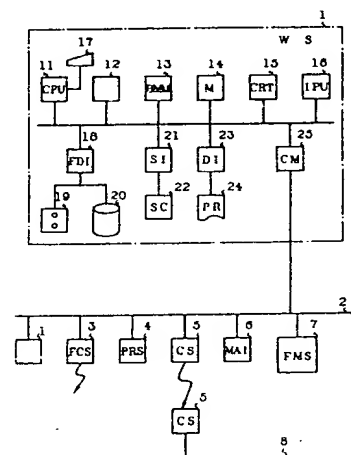 1
W S
17
11 12 13 14 15 16
CPU M CRT IPU
18 21 23 25
FDI SI DI CM
22 24
19 20 SC PR
2
1 3 4 5 6 7
FCS PRS CS MAI FMS
5
CS
8